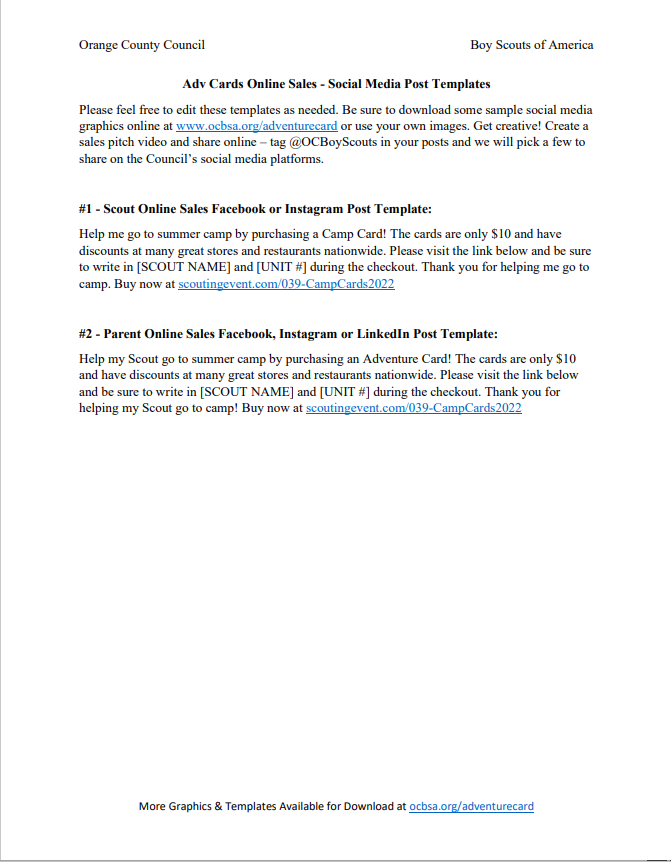 Orange County Council Boy Scouts of America
Adv Cards Online Sales - Social Media Post Templates
Please feel free to edit these templates as needed. Be sure to download some sample social media
graphics online at www.ocbsa.org/adventurecard or use your own images. Get creative! Create a
sales pitch video and share online – tag @OCBoyScouts in your posts and we will pick a few to
share on the Council’s social media platforms.
#1 - Scout Online Sales Facebook or Instagram Post Template:
Help me go to summer camp by purchasing a Camp Card! The cards are only $10 and have
discounts at many great stores and restaurants nationwide. Please visit the link below and be sure
to write in [SCOUT NAME] and [UNIT #] during the checkout. Thank you for helping me go to
camp. Buy now at scoutingevent.com/039-CampCards2022
#2 - Parent Online Sales Facebook, Instagram or LinkedIn Post Template:
Help my Scout go to summer camp by purchasing an Adventure Card! The cards are only $10
and have discounts at many great stores and restaurants nationwide. Please visit the link below
and be sure to write in [SCOUT NAME] and [UNIT #] during the checkout. Thank you for
helping my Scout go to camp! Buy now at scoutingevent.com/039-CampCards2022
More Graphics & Templates Available for Download at ocbsa.org/adventurecard